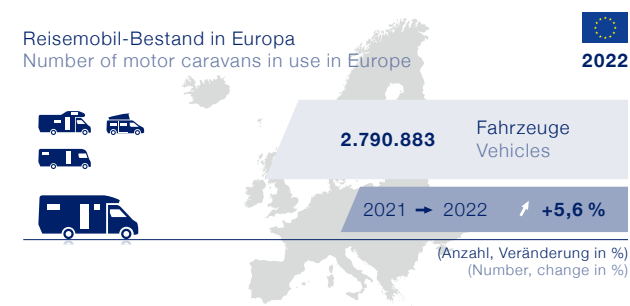 Reisemobil-Bestand in Europa
Number of motor caravans in use in Europe
2022
2.790.883 Fahrzeuge
Vehicles
2021 → 2022 +5,6 %
(Anzahl, Veränderung in %)
(Number, change in %)